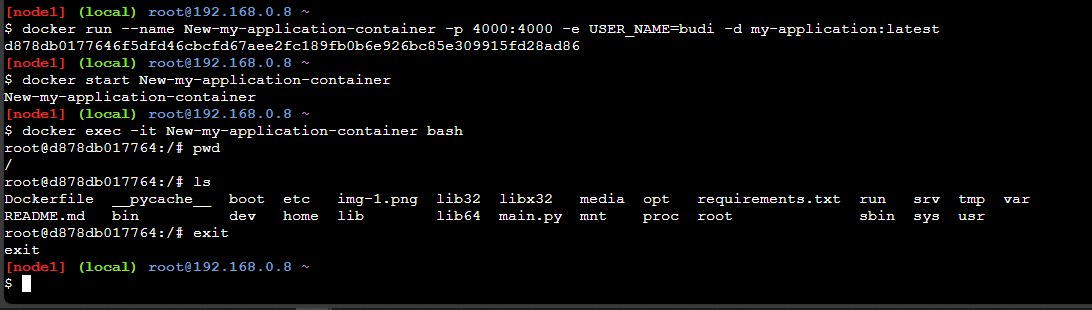 [node1] (local) root@192.168.0.8 ~
$ docker run --name New-my-application-container -p 4000:4000 -e USER_NAME=budi -d my-application:latest
d878db0177646f5dfd46cbcfd67aee2fc189fb0b6e926bc85e309915fd28ad86
[node1] (local) root@192.168.0.8 ~
$ docker start New-my-application-container
New-my-application-container
[node1] (local) root@192.168.0.8 ~
$ docker exec -it New-my-application-container bash
root@d878db017764:/# pwd
/
root@d878db017764:/# ls
Dockerfile  __pycache__  boot  etc   img-1.png  lib32  libx32   media  opt   requirements.txt  run   srv  tmp  var
README.md   bin          dev   home  lib        lib64  main.py  mnt    proc  root              sbin  sys  usr
root@d878db017764:/# exit
exit
[node1] (local) root@192.168.0.8 ~
$